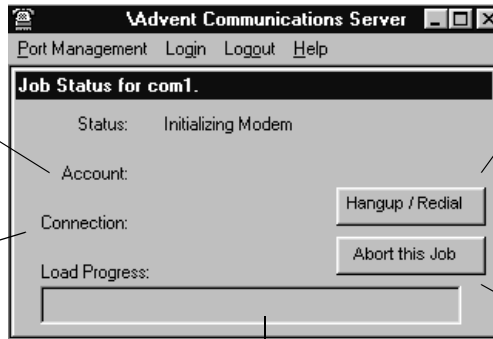 \Advent Communications Server
Port Management Login Logout Help
Job Status for com1.
Status: Initializing Modem
Account:
Hangup / Redial
Connection:
Abort this Job
Load Progress: